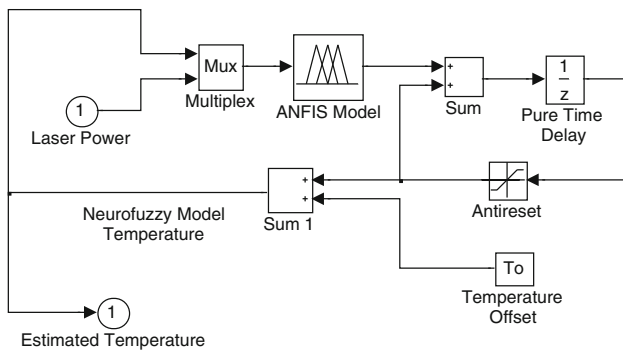 Mux
Multiplex
ANFIS Model
+
+
Sum
1
z
Pure Time
Delay
1
Laser Power
+
+
Sum 1
Neurofuzzy Model
Temperature
Antireset
To
Temperature
Offset
1
Estimated Temperature